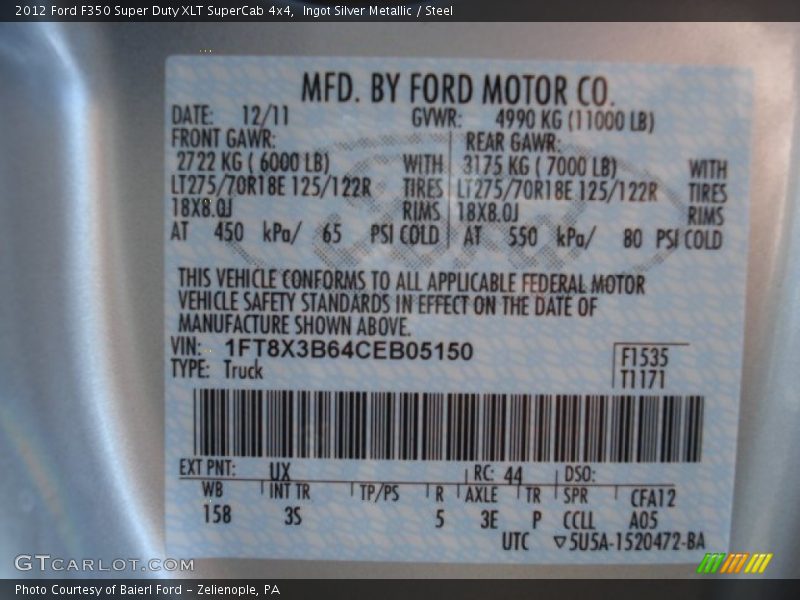 2012 Ford F350 Super Duty XLT SuperCab 4x4, Ingot Silver Metallic / Steel
MFD. BY FORD MOTOR CO.
DATE: 12/11 GVWR: 4990 KG (11000 LB)
FRONT GAWR: REAR GAWR:
2722 KG ( 6000 LB) WITH 3175 KG ( 7000 LB) WITH
LT275/70R18E 125/122R TIRES LT275/70R18E 125/122R TIRES
18X8.0J RIMS 18X8.0J RIMS
AT 450 kPa/ 65 PSI COLD AT 550 kPa/ 80 PSI COLD
THIS VEHICLE CONFORMS TO ALL APPLICABLE FEDERAL MOTOR
VEHICLE SAFETY STANDARDS IN EFFECT ON THE DATE OF
MANUFACTURE SHOWN ABOVE.
VIN: 1FT8X3B64CEB05150
TYPE: Truck
F1535
T1171
EXT PNT: UX RC: 44 DSO:
WB INT TR TP/PS R AXLE TR SPR CFA12
158 3S 5 3E P CCLL A05
UTC ▽5U5A-1520472-BA
GTCARLOT.COM
Photo Courtesy of Baierl Ford - Zelienople, PA